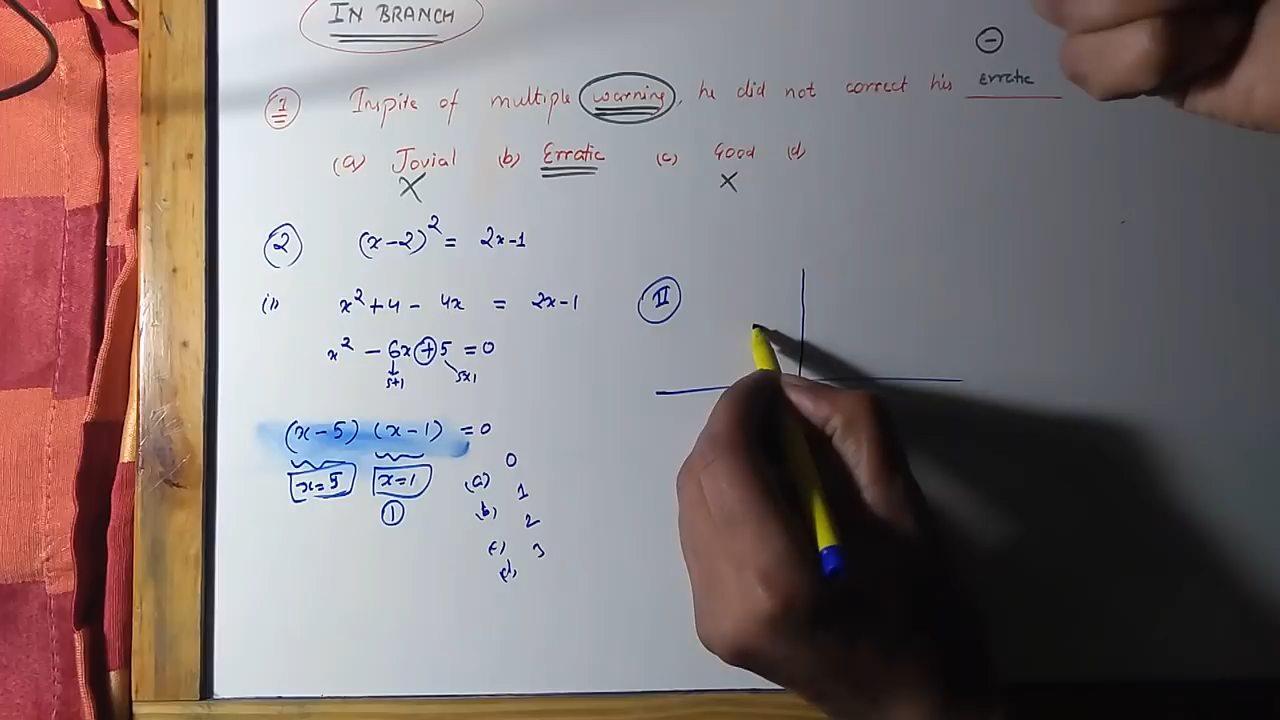 IN BRANCH
① Inspite of multiple warning, he did not correct his erratic
(a) Jovial (b) Erratic (c) Good (d)
② (x-2)² = 2x-1
(i) x²+4-4x = 2x-1
x² - 6x + 5 = 0
5+1 5x1
(x-5) (x-1) = 0
x=5 x=1
①
0
(a) 1
(b) 2
(c) 3
(d)
Ⅱ